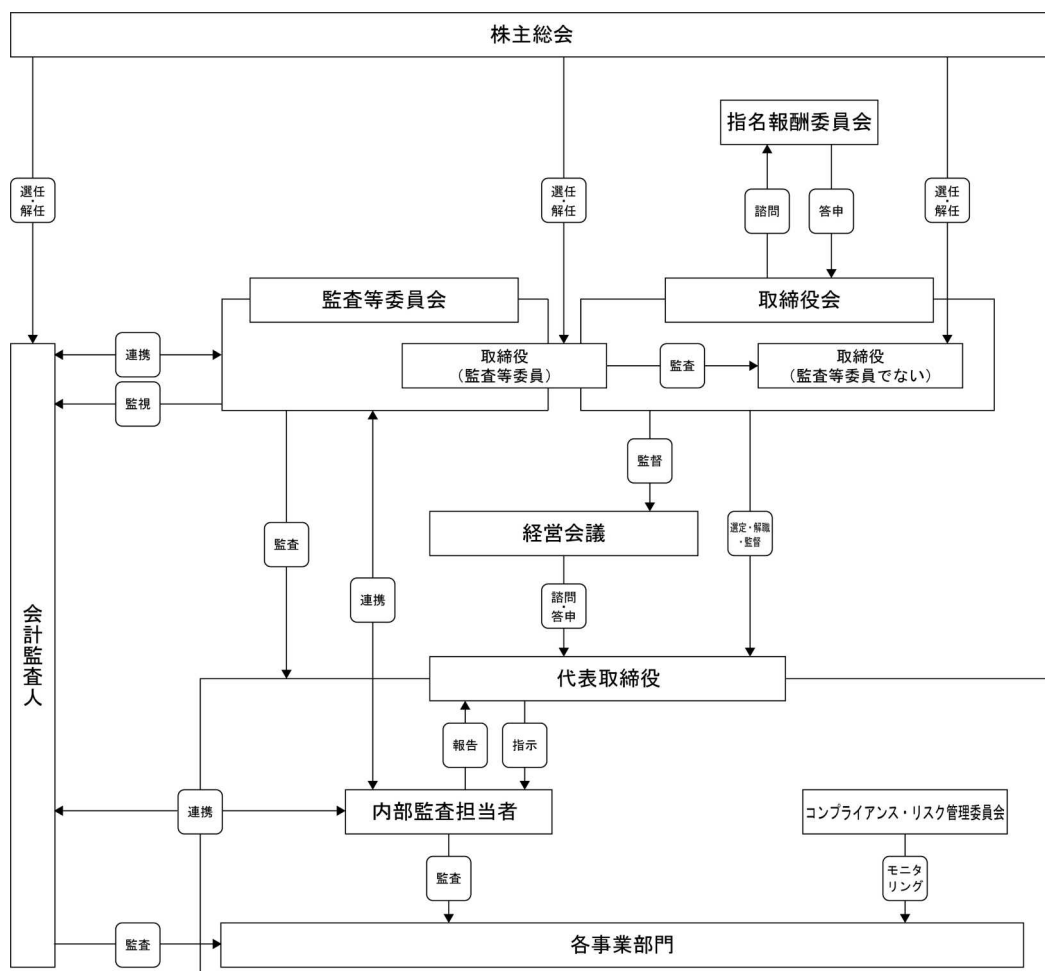 株主総会
指名報酬委員会
選任
・
解任
選任
・
解任
諮問
答申
選任
・
解任
監査等委員会
取締役会
連携
取締役
(監査等委員)
監査
取締役
(監査等委員でない)
監視
監督
経営会議
選定・解職
・監督
監査
連携
諮問
・
答申
会計監査人
代表取締役
報告
指示
連携
内部監査担当者
コンプライアンス・リスク管理委員会
監査
モニタ
リング
監査
各事業部門